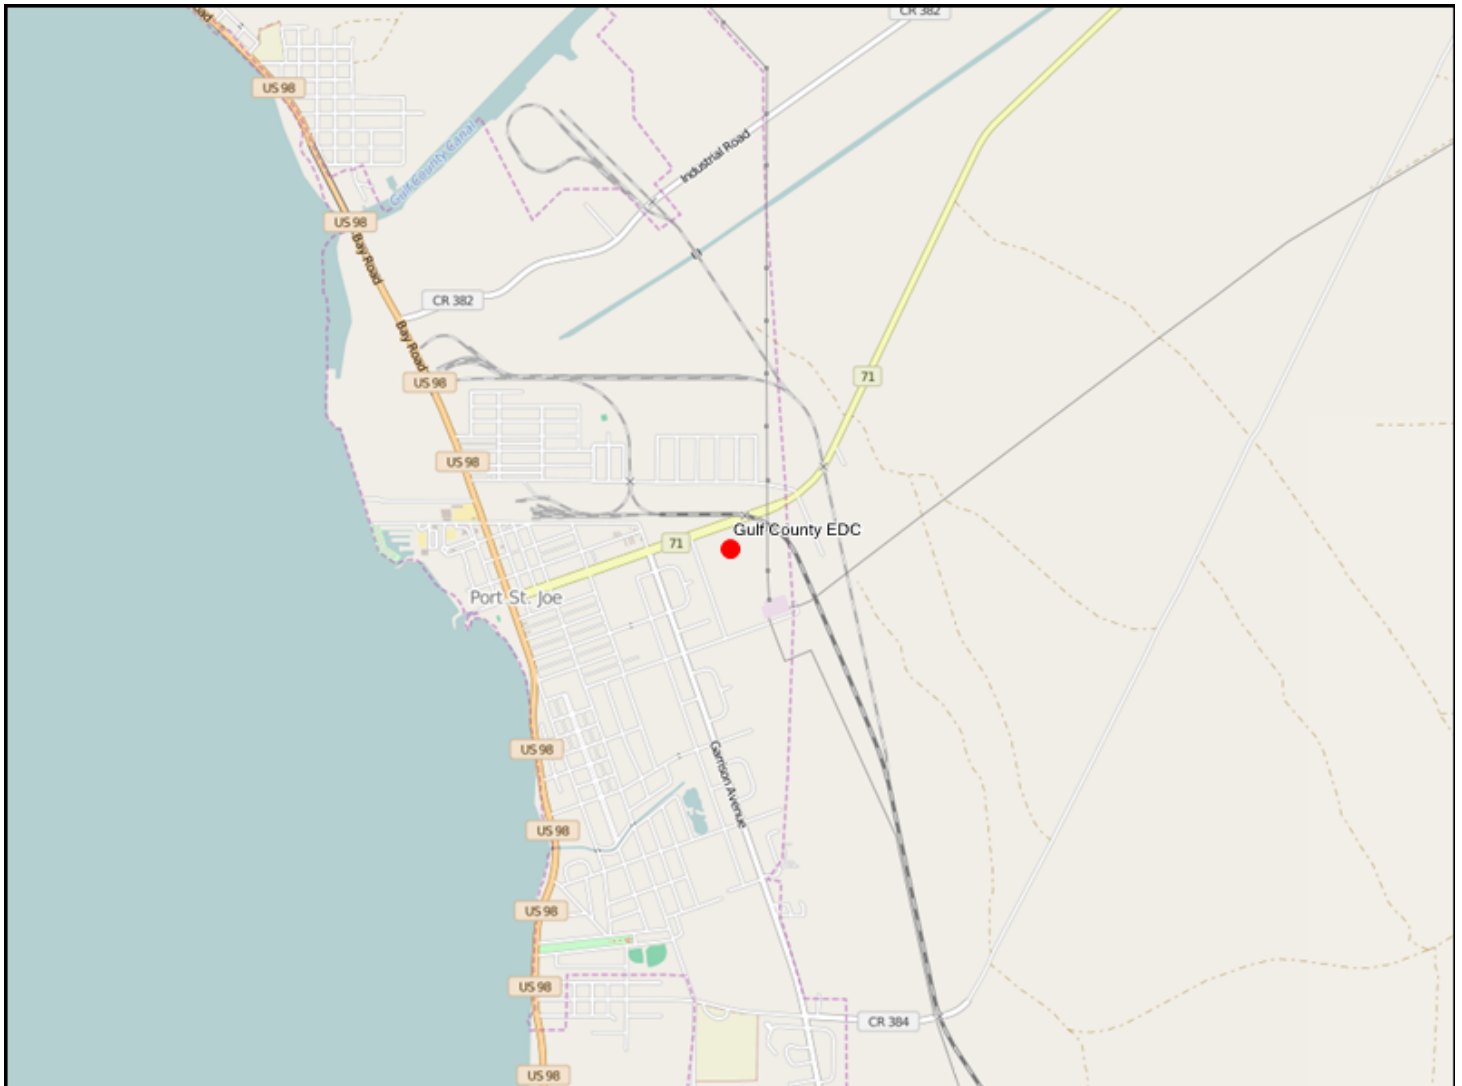 Road
CR 382
US 98
Industrial Road
Gulf County Canal
US 98
Bay Road
CR 382
Bay Road
US 98
71
US 98
Gulf County EDC
71
Port St. Joe
US 98
Garrison Avenue
US 98
US 98
US 98
CR 384
US 98